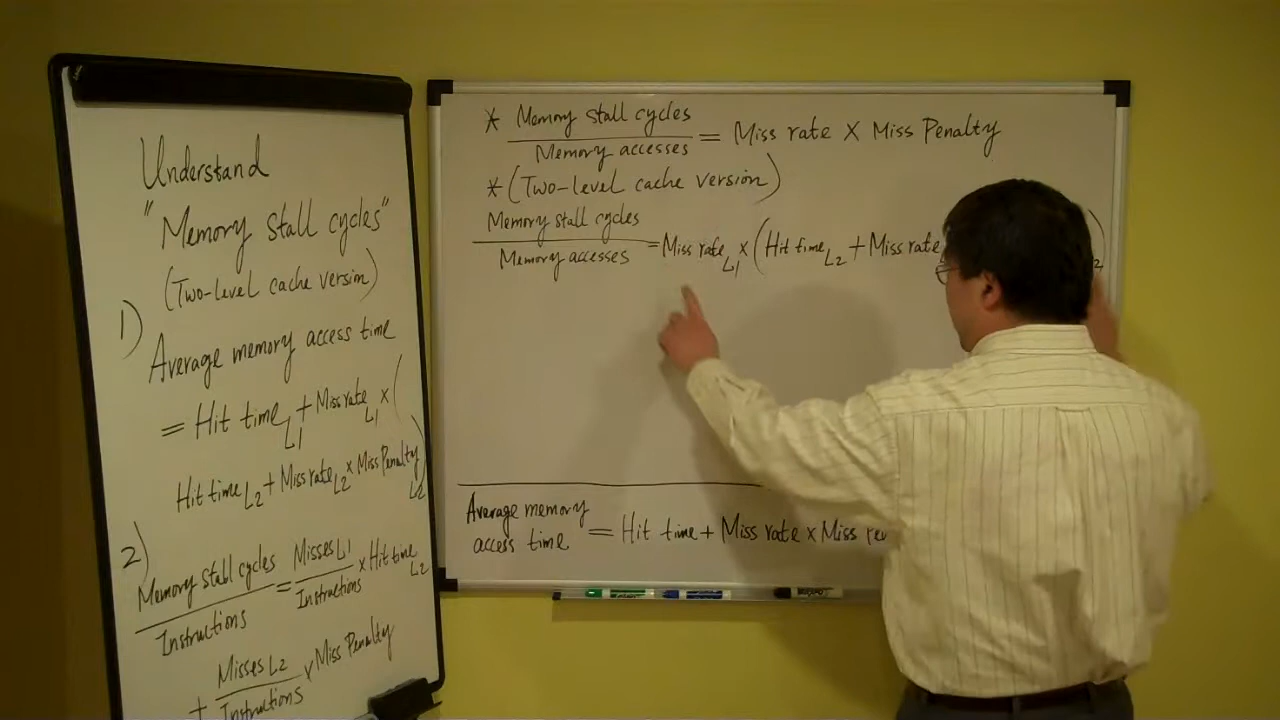 Understand
"Memory stall cycles"
(Two-level cache version)
1) Average memory access time
= Hit time L1 + Miss rate L1 × (
Hit time L2 + Miss rate L2 × Miss Penalty L2 )
2)
Memory stall cycles / Instructions = Misses L1 / Instructions × Hit time L2
+ Misses L2 / Instructions × Miss Penalty
* Memory stall cycles / Memory accesses = Miss rate × Miss Penalty
* (Two-level cache version)
Memory stall cycles / Memory accesses = Miss rate L1 × ( Hit time L2 + Miss rate ) 2
Average memory access time = Hit time + Miss rate × Miss Pe